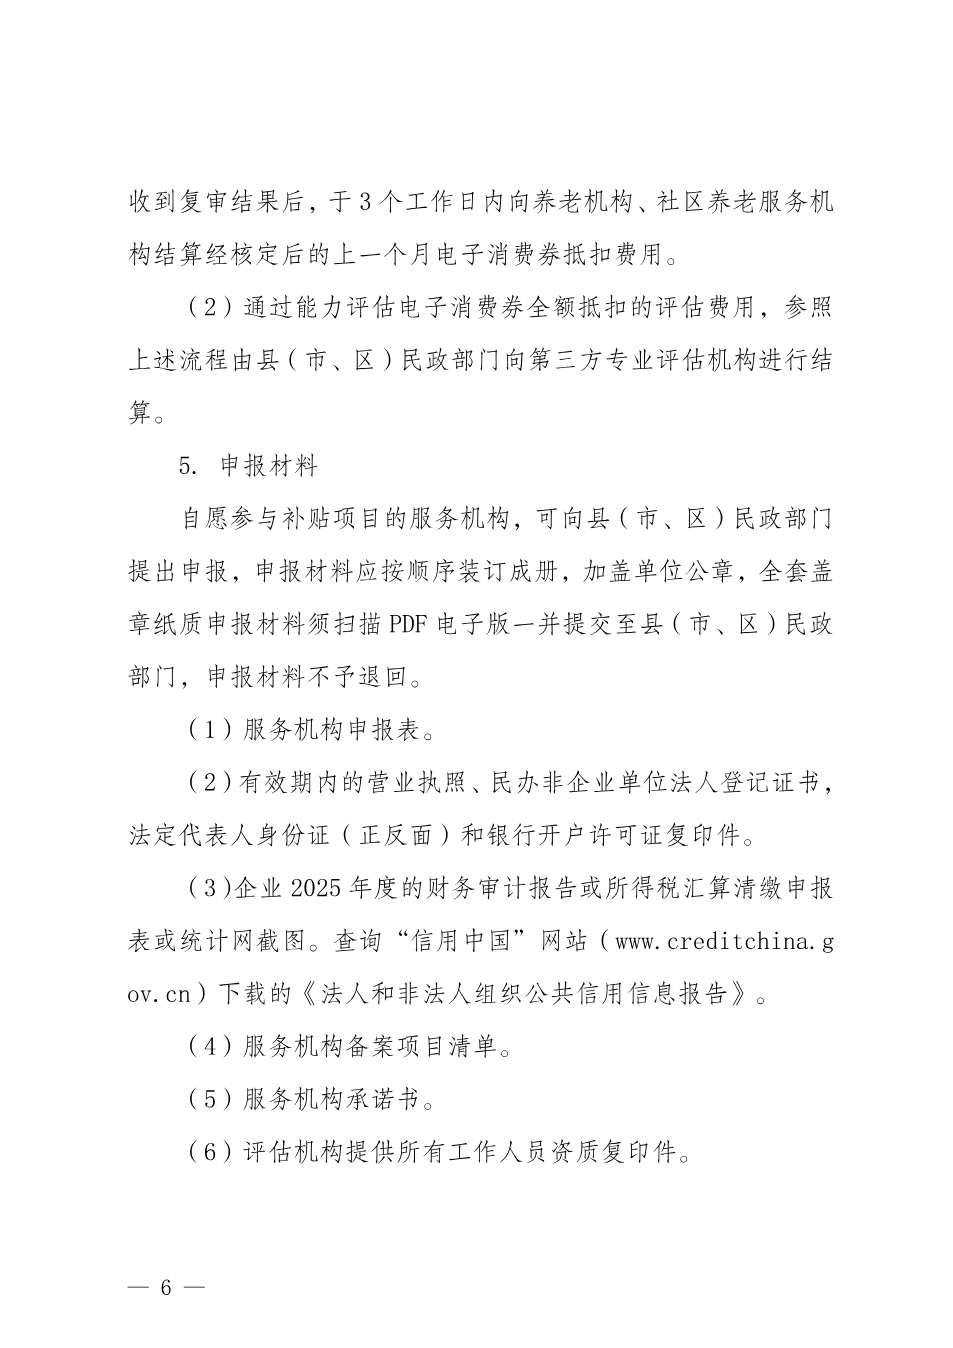 收到复审结果后，于 3 个工作日内向养老机构、社区养老服务机
构结算经核定后的上一个月电子消费券抵扣费用。
（2）通过能力评估电子消费券全额抵扣的评估费用，参照
上述流程由县（市、区）民政部门向第三方专业评估机构进行结
算。
5. 申报材料
自愿参与补贴项目的服务机构，可向县（市、区）民政部门
提出申报，申报材料应按顺序装订成册，加盖单位公章，全套盖
章纸质申报材料须扫描 PDF 电子版一并提交至县（市、区）民政
部门，申报材料不予退回。
（1）服务机构申报表。
（2）有效期内的营业执照、民办非企业单位法人登记证书，
法定代表人身份证（正反面）和银行开户许可证复印件。
（3)企业 2025 年度的财务审计报告或所得税汇算清缴申报
表或统计网截图。查询“信用中国”网站（www.creditchina.g
ov.cn）下载的《法人和非法人组织公共信用信息报告》。
（4）服务机构备案项目清单。
（5）服务机构承诺书。
（6）评估机构提供所有工作人员资质复印件。
— 6 —